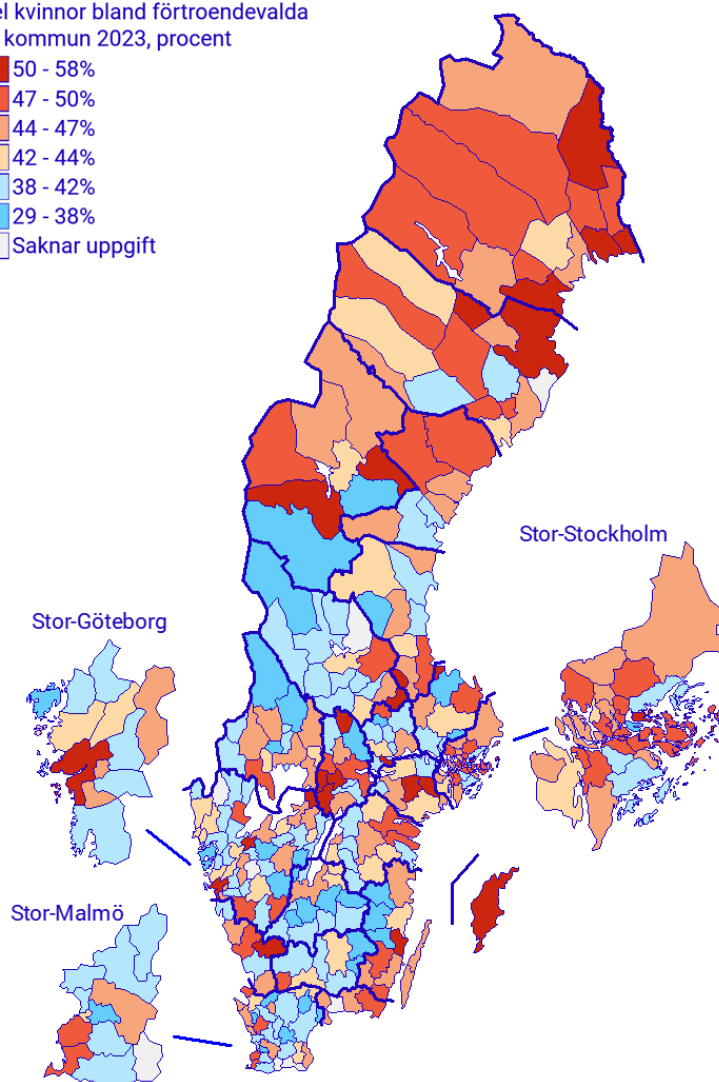 el kvinnor bland förtroendevalda
kommun 2023, procent
50 - 58%
47 - 50%
44 - 47%
42 - 44%
38 - 42%
29 - 38%
Saknar uppgift
Stor-Stockholm
Stor-Göteborg
Stor-Malmö